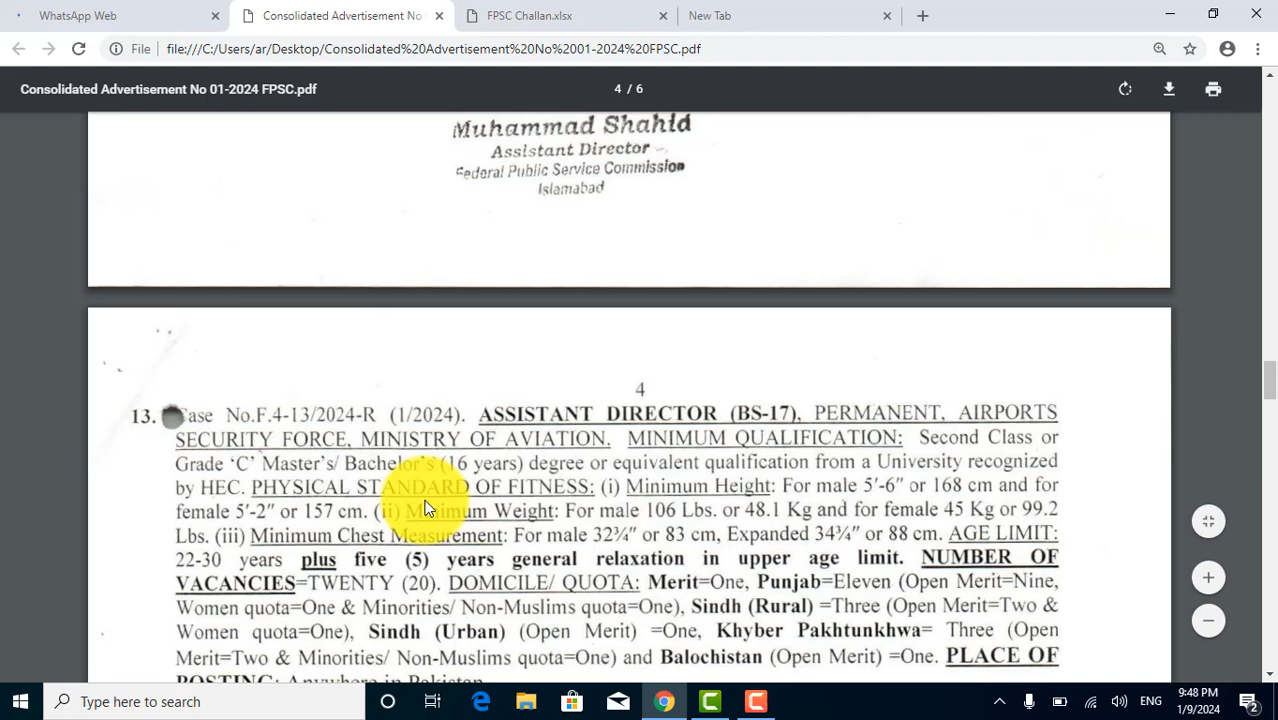 WhatsApp Web
Consolidated Advertisement No
FPSC Challan.xlsx
New Tab
File
file:///C:/Users/ar/Desktop/Consolidated%20Advertisement%20No%2001-2024%20FPSC.pdf
Consolidated Advertisement No 01-2024 FPSC.pdf
4 / 6
Muhammad Shahid
Assistant Director
Federal Public Service Commission
Islamabad
4
13. Case No.F.4-13/2024-R (1/2024). ASSISTANT DIRECTOR (BS-17), PERMANENT, AIRPORTS
SECURITY FORCE, MINISTRY OF AVIATION. MINIMUM QUALIFICATION: Second Class or
Grade ‘C’ Master's/ Bachelor's (16 years) degree or equivalent qualification from a University recognized
by HEC. PHYSICAL STANDARD OF FITNESS: (i) Minimum Height: For male 5′-6″ or 168 cm and for
female 5′-2″ or 157 cm. (ii) Minimum Weight: For male 106 Lbs. or 48.1 Kg and for female 45 Kg or 99.2
Lbs. (iii) Minimum Chest Measurement: For male 32¾″ or 83 cm, Expanded 34¾″ or 88 cm. AGE LIMIT:
22-30 years plus five (5) years general relaxation in upper age limit. NUMBER OF
VACANCIES=TWENTY (20). DOMICILE/ QUOTA: Merit=One, Punjab=Eleven (Open Merit=Nine,
Women quota=One & Minorities/ Non-Muslims quota=One), Sindh (Rural) =Three (Open Merit=Two &
Women quota=One), Sindh (Urban) (Open Merit) =One, Khyber Pakhtunkhwa= Three (Open
Merit=Two & Minorities/ Non-Muslims quota=One) and Balochistan (Open Merit) =One. PLACE OF
POSTING: Anywhere in Pakistan.
Type here to search
ENG
9:48 PM
1/9/2024
2